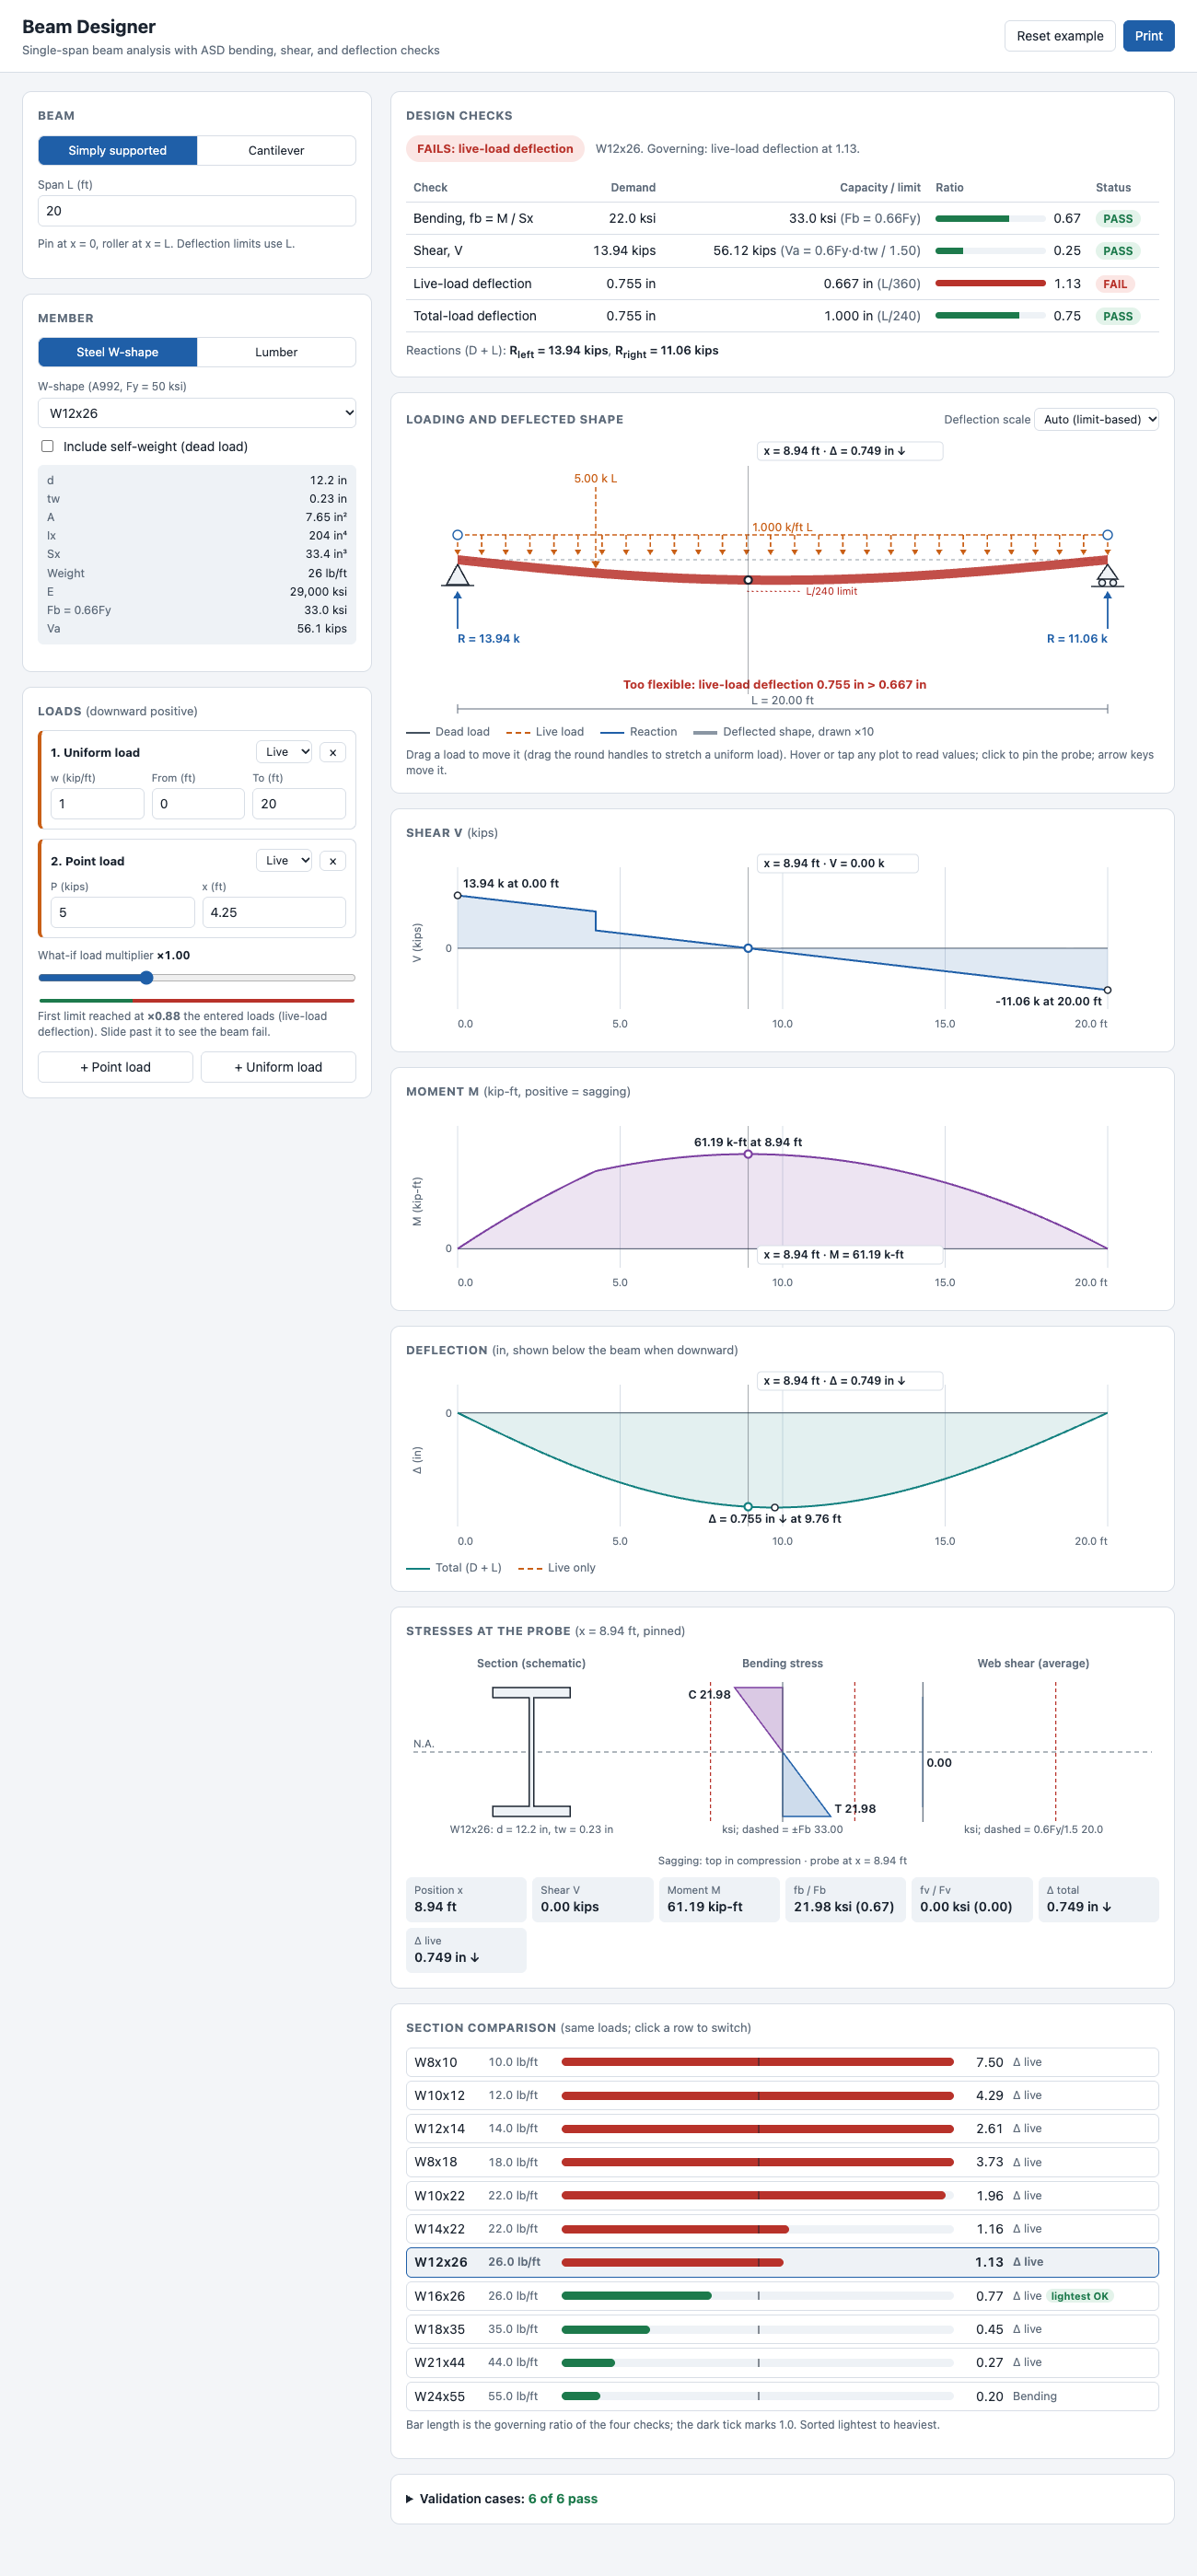 Beam Designer
Single-span beam analysis with ASD bending, shear, and deflection checks
Reset example
Print
BEAM
Simply supported
Cantilever
Span L (ft)
20
Pin at x = 0, roller at x = L. Deflection limits use L.
MEMBER
Steel W-shape
Lumber
W-shape (A992, Fy = 50 ksi)
W12x26
Include self-weight (dead load)
d 12.2 in
tw 0.23 in
A 7.65 in²
Ix 204 in⁴
Sx 33.4 in³
Weight 26 lb/ft
E 29,000 ksi
Fb = 0.66Fy 33.0 ksi
Va 56.1 kips
LOADS (downward positive)
1. Uniform load Live ×
w (kip/ft) From (ft) To (ft)
1 0 20
2. Point load Live ×
P (kips) x (ft)
5 4.25
What-if load multiplier ×1.00
First limit reached at ×0.88 the entered loads (live-load
deflection). Slide past it to see the beam fail.
+ Point load
+ Uniform load
DESIGN CHECKS
FAILS: live-load deflection W12x26. Governing: live-load deflection at 1.13.
Check Demand Capacity / limit Ratio Status
Bending, fb = M / Sx 22.0 ksi 33.0 ksi (Fb = 0.66Fy) 0.67 PASS
Shear, V 13.94 kips 56.12 kips (Va = 0.6Fy·d·tw / 1.50) 0.25 PASS
Live-load deflection 0.755 in 0.667 in (L/360) 1.13 FAIL
Total-load deflection 0.755 in 1.000 in (L/240) 0.75 PASS
Reactions (D + L): Rleft = 13.94 kips, Rright = 11.06 kips
LOADING AND DEFLECTED SHAPE
Deflection scale Auto (limit-based)
x = 8.94 ft · Δ = 0.749 in ↓
5.00 k L
1.000 k/ft L
L/240 limit
R = 13.94 k
R = 11.06 k
Too flexible: live-load deflection 0.755 in > 0.667 in
L = 20.00 ft
Dead load Live load Reaction Deflected shape, drawn ×10
Drag a load to move it (drag the round handles to stretch a uniform load). Hover or tap any plot to read values; click to pin the probe; arrow keys
move it.
SHEAR V (kips)
x = 8.94 ft · V = 0.00 k
13.94 k at 0.00 ft
V (kips)
0
-11.06 k at 20.00 ft
0.0 5.0 10.0 15.0 20.0 ft
MOMENT M (kip-ft, positive = sagging)
61.19 k-ft at 8.94 ft
M (kip-ft)
0
x = 8.94 ft · M = 61.19 k-ft
0.0 5.0 10.0 15.0 20.0 ft
DEFLECTION (in, shown below the beam when downward)
x = 8.94 ft · Δ = 0.749 in ↓
0
Δ (in)
Δ = 0.755 in ↓ at 9.76 ft
0.0 5.0 10.0 15.0 20.0 ft
Total (D + L) Live only
STRESSES AT THE PROBE (x = 8.94 ft, pinned)
Section (schematic) Bending stress Web shear (average)
C 21.98
N.A.
0.00
T 21.98
W12x26: d = 12.2 in, tw = 0.23 in
ksi; dashed = ±Fb 33.00
ksi; dashed = 0.6Fy/1.5 20.0
Sagging: top in compression · probe at x = 8.94 ft
Position x
8.94 ft
Shear V
0.00 kips
Moment M
61.19 kip-ft
fb / Fb
21.98 ksi (0.67)
fv / Fv
0.00 ksi (0.00)
Δ total
0.749 in ↓
Δ live
0.749 in ↓
SECTION COMPARISON (same loads; click a row to switch)
W8x10 10.0 lb/ft 7.50 Δ live
W10x12 12.0 lb/ft 4.29 Δ live
W12x14 14.0 lb/ft 2.61 Δ live
W8x18 18.0 lb/ft 3.73 Δ live
W10x22 22.0 lb/ft 1.96 Δ live
W14x22 22.0 lb/ft 1.16 Δ live
W12x26 26.0 lb/ft 1.13 Δ live
W16x26 26.0 lb/ft 0.77 Δ live lightest OK
W18x35 35.0 lb/ft 0.45 Δ live
W21x44 44.0 lb/ft 0.27 Δ live
W24x55 55.0 lb/ft 0.20 Bending
Bar length is the governing ratio of the four checks; the dark tick marks 1.0. Sorted lightest to heaviest.
Validation cases: 6 of 6 pass